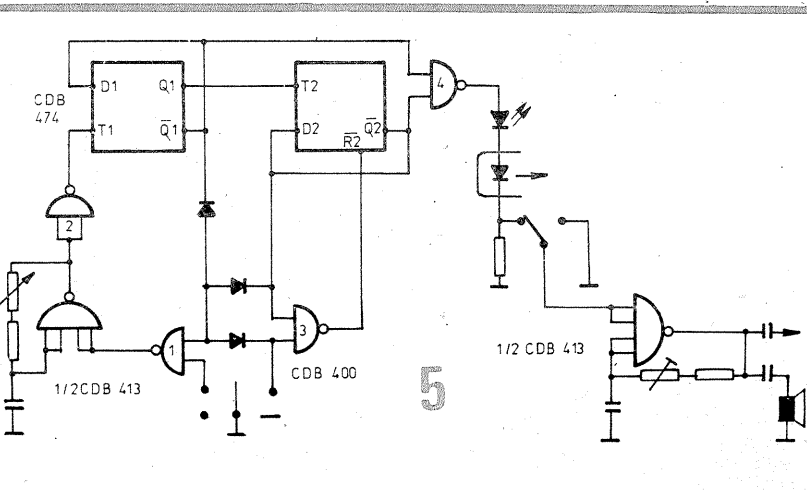 CDB
474
D1
Q1
T1
Q̅1
T2
D2
R̅2
Q̅2
4
2
1
3
1/2CDB 413
CDB 400
1/2 CDB 413
5